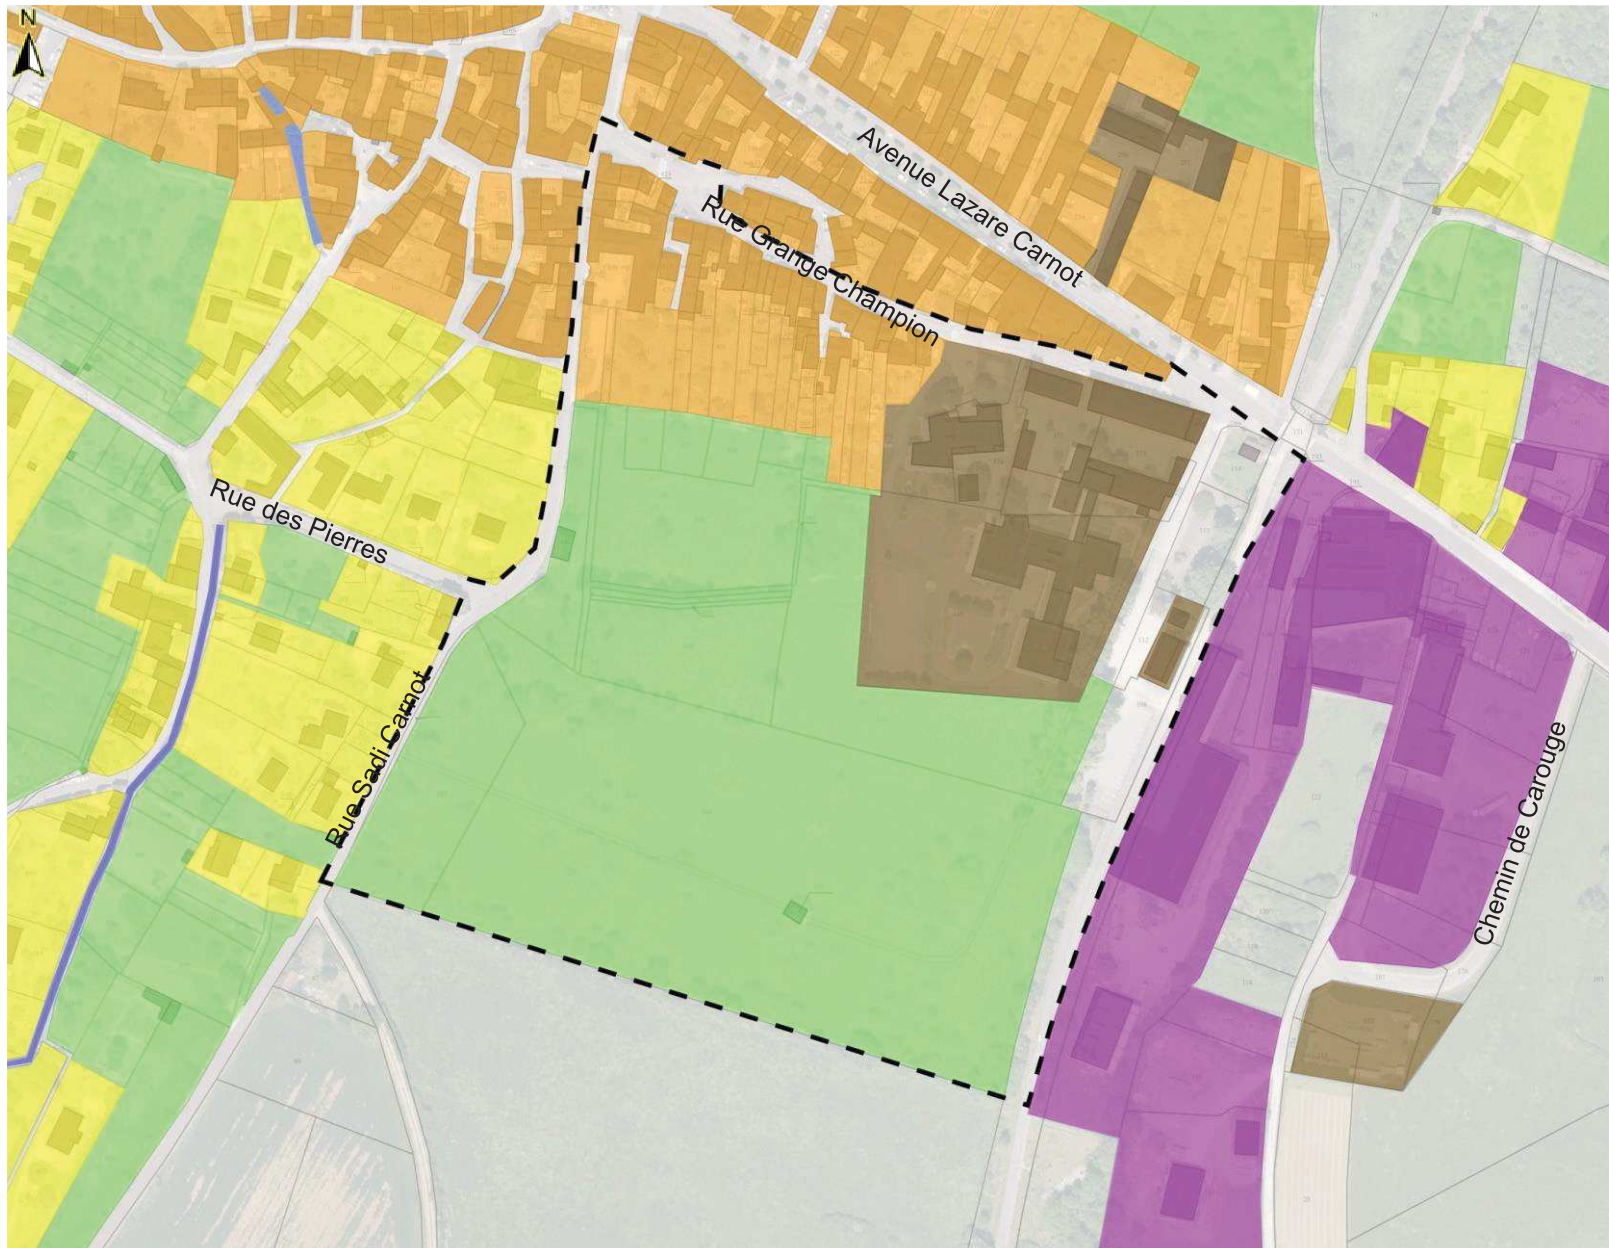 N
Avenue Lazare Carnot
Rue Grange Champion
Rue des Pierres
Rue Sadi Carnot
Chemin de Carouge